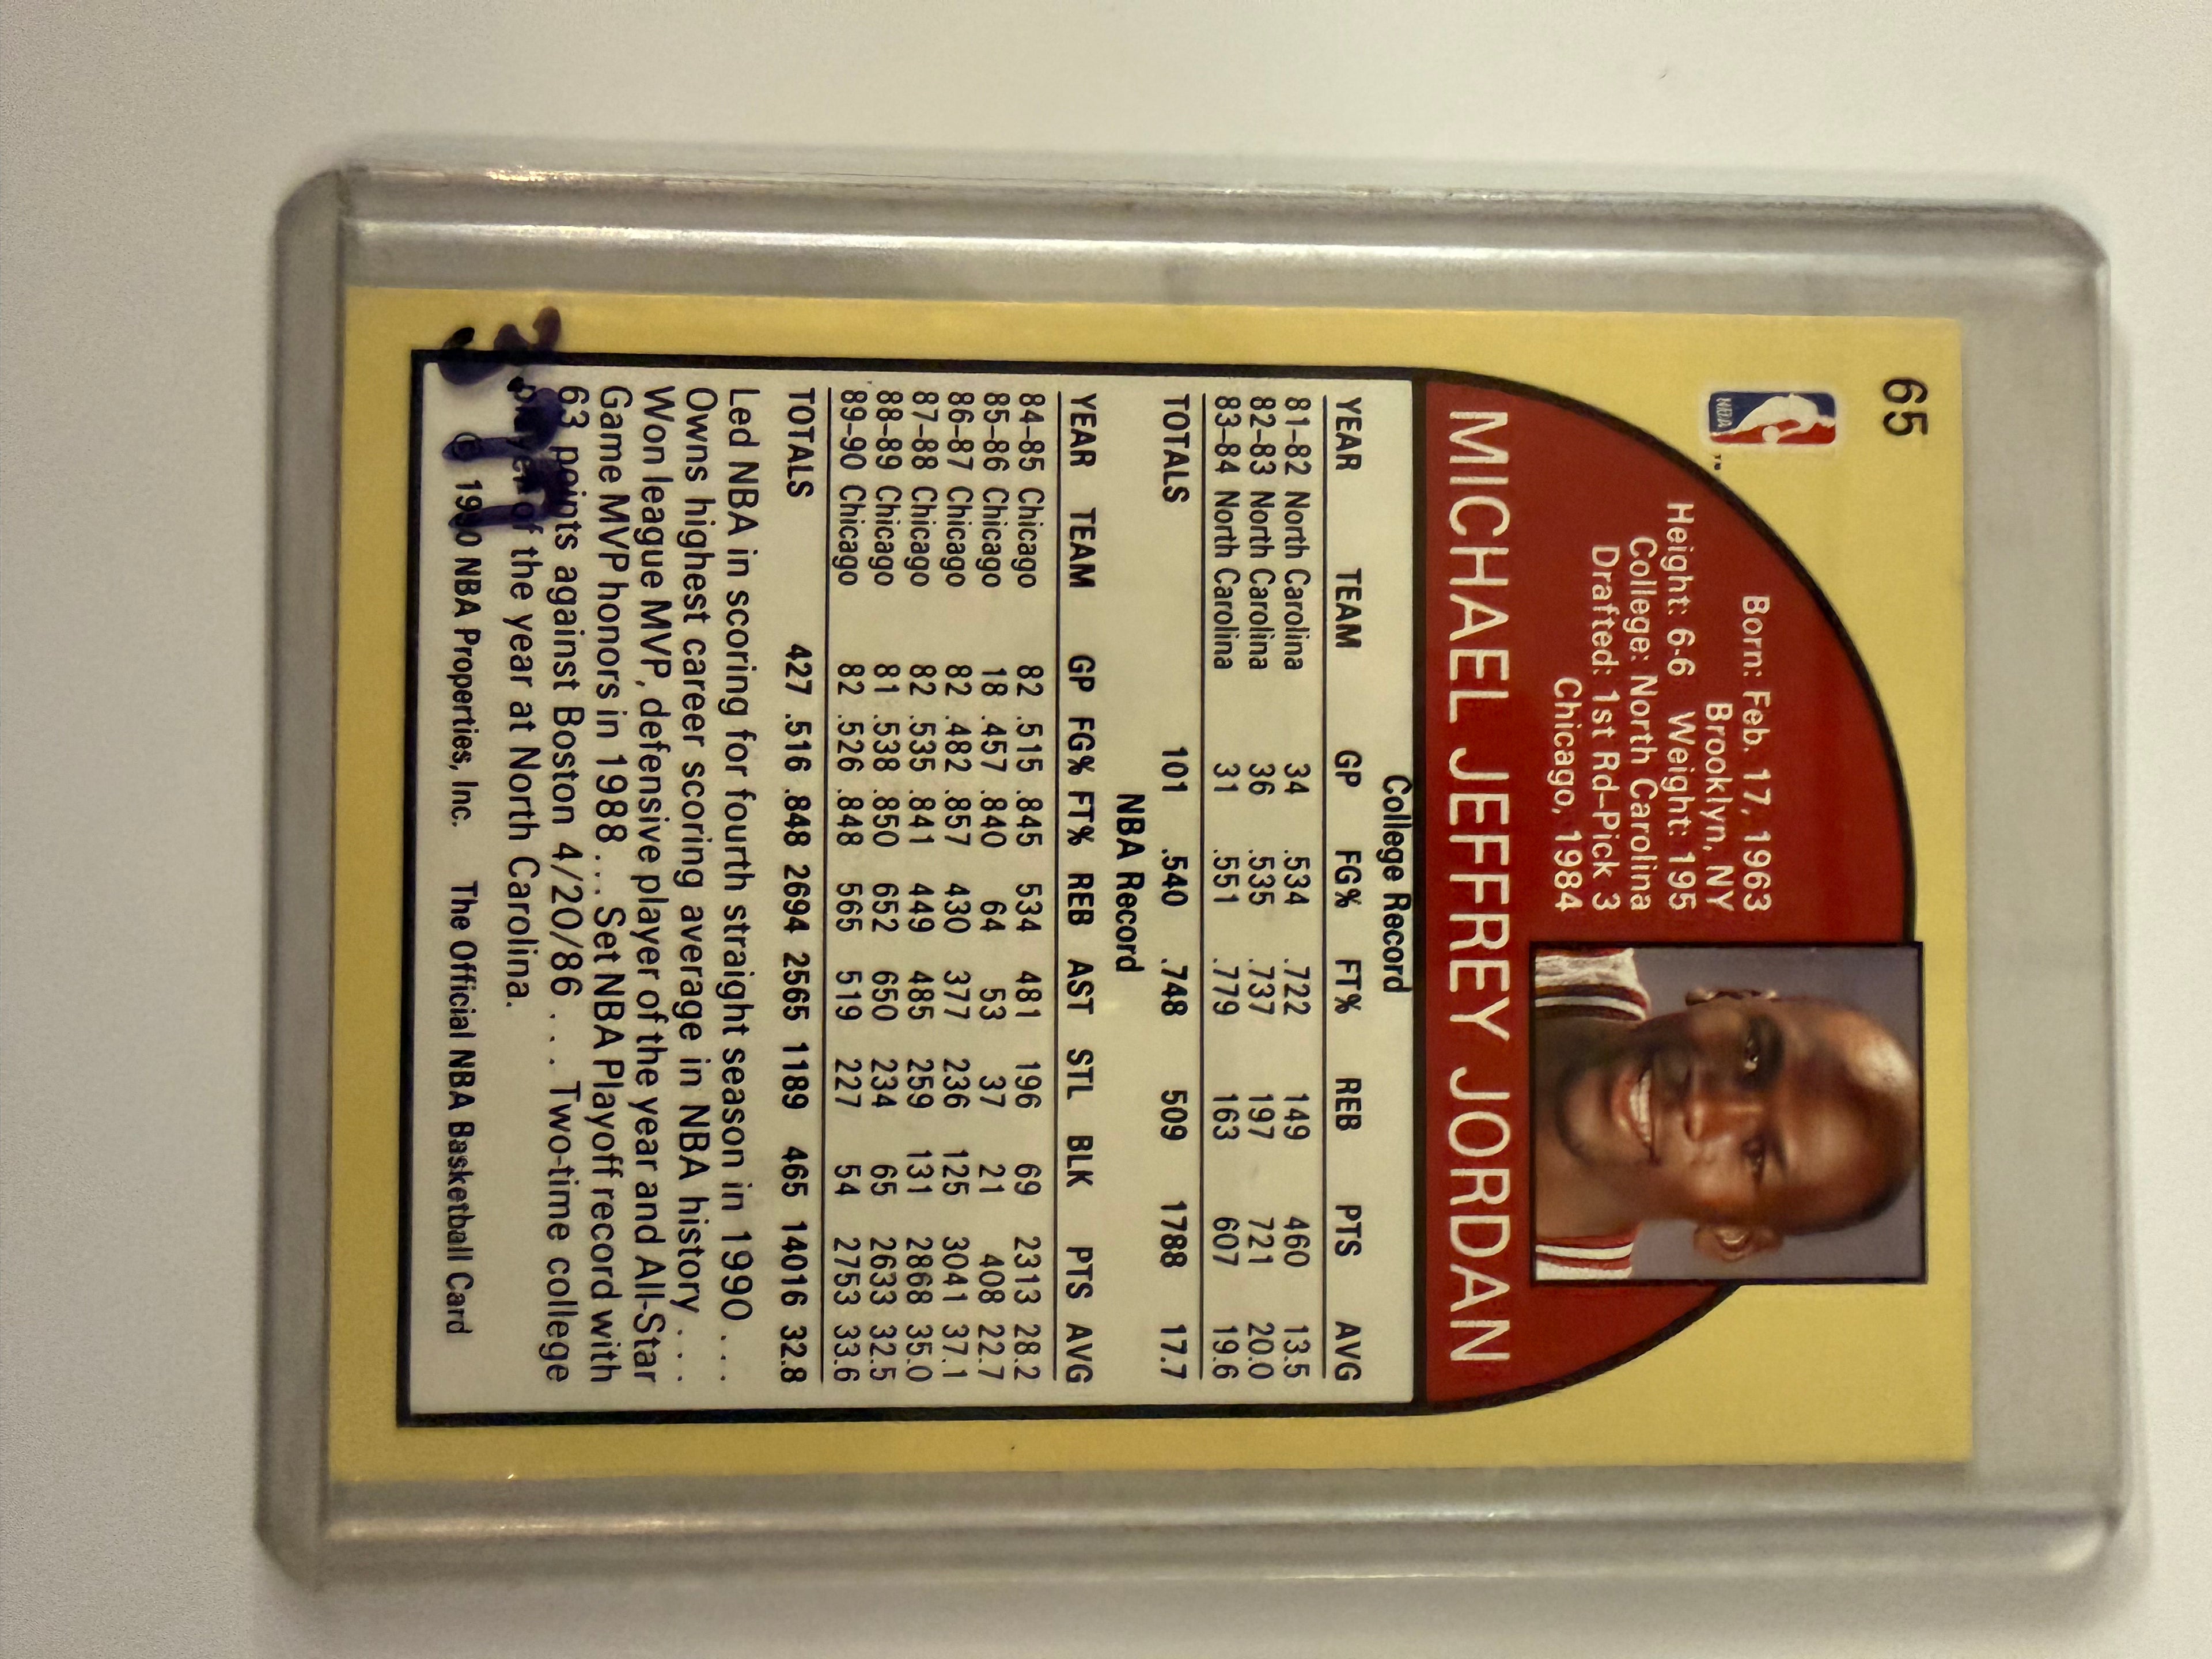 65
NBA
™
Born: Feb. 17, 1963
Brooklyn, NY
Height: 6-6 Weight: 195
College: North Carolina
Drafted: 1st Rd-Pick 3
Chicago, 1984
MICHAEL JEFFREY JORDAN
College Record
YEAR TEAM GP FG% FT% REB PTS AVG
81-82 North Carolina 34 .534 .722 149 460 13.5
82-83 North Carolina 36 .535 .737 197 721 20.0
83-84 North Carolina 31 .551 .779 163 607 19.6
TOTALS 101 .540 .748 509 1788 17.7
NBA Record
YEAR TEAM GP FG% FT% REB AST STL BLK PTS AVG
84-85 Chicago 82 .515 .845 534 481 196 69 2313 28.2
85-86 Chicago 18 .457 .840 64 53 37 21 408 22.7
86-87 Chicago 82 .482 .857 430 377 236 125 3041 37.1
87-88 Chicago 82 .535 .841 449 485 259 131 2868 35.0
88-89 Chicago 81 .538 .850 652 650 234 65 2633 32.5
89-90 Chicago 82 .526 .848 565 519 227 54 2753 33.6
TOTALS 427 .516 .848 2694 2565 1189 465 14016 32.8
Led NBA in scoring for fourth straight season in 1990 . . .
Owns highest career scoring average in NBA history . . .
Won league MVP, defensive player of the year and All-Star
Game MVP honors in 1988 . . . Set NBA Playoff record with
63 points against Boston 4/20/86 . . . Two-time college
player of the year at North Carolina.
© 1990 NBA Properties, Inc. The Official NBA Basketball Card